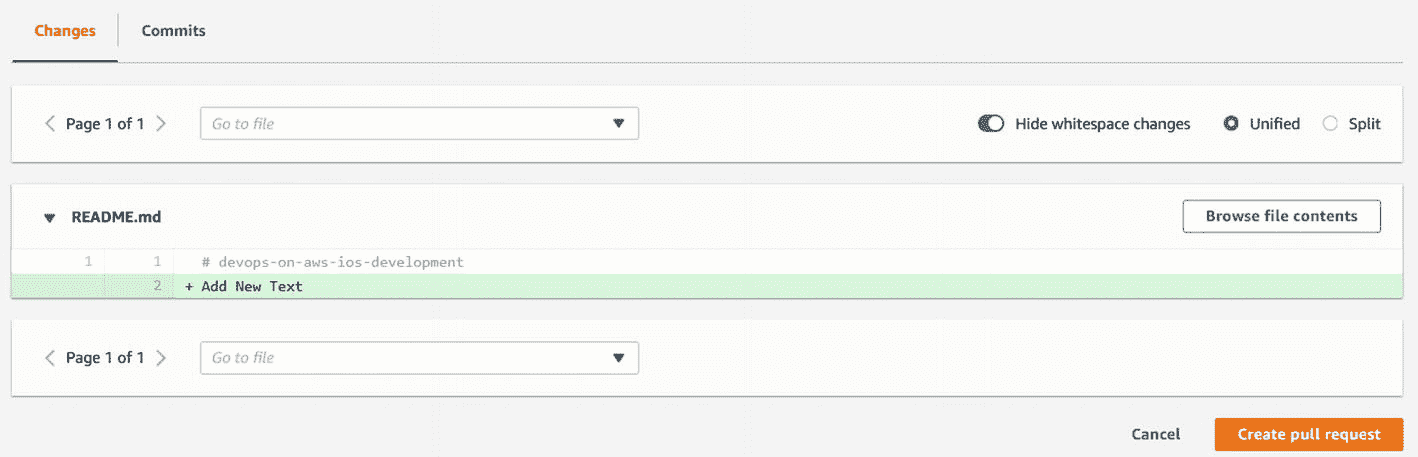 Changes Commits
Page 1 of 1 Go to file Hide whitespace changes Unified Split
README.md Browse file contents
1 1 # devops-on-aws-ios-development
2 + Add New Text
Page 1 of 1 Go to file
Cancel Create pull request